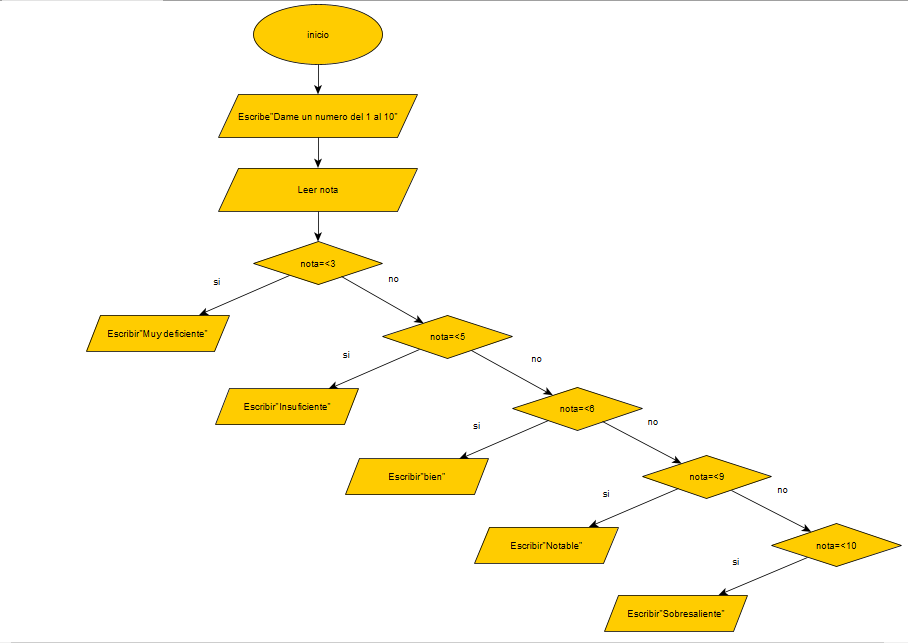 inicio
Escribe"Dame un numero del 1 al 10"
Leer nota
nota=<3
si
no
Escribir"Muy deficiente"
nota=<5
si
no
Escribir"Insuficiente"
nota=<6
si
no
Escribir"bien"
nota=<9
si
no
Escribir"Notable"
nota=<10
si
Escribir"Sobresaliente"